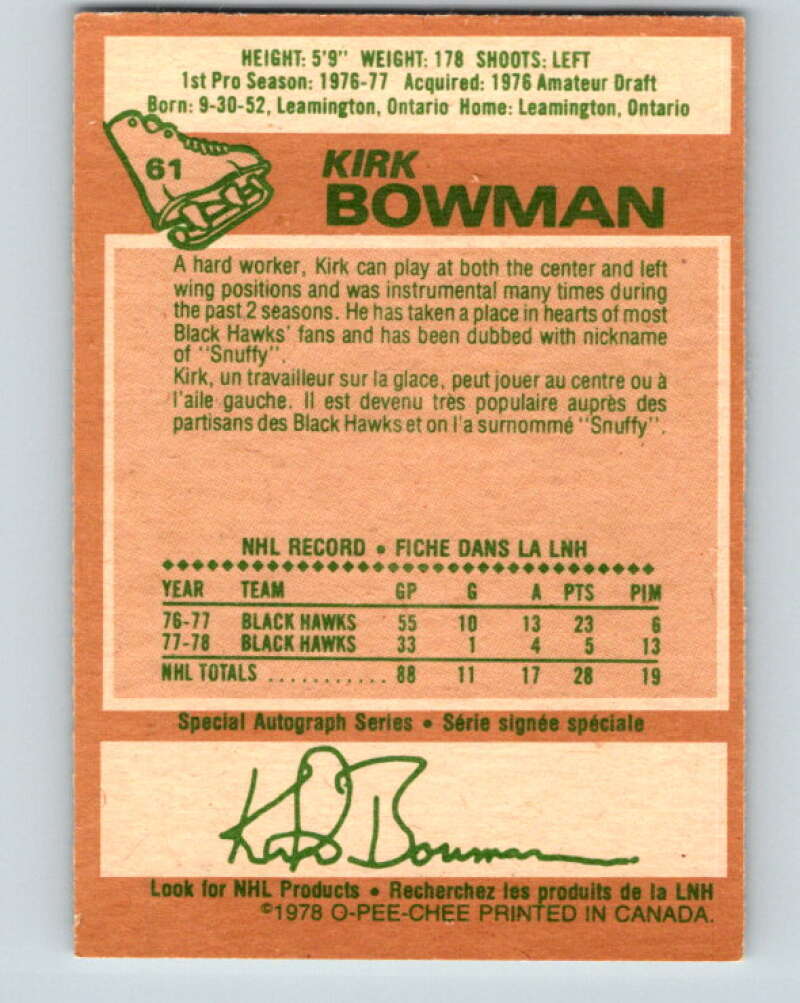 HEIGHT: 5'9" WEIGHT: 178 SHOOTS: LEFT
1st Pro Season: 1976-77 Acquired: 1976 Amateur Draft
Born: 9-30-52, Leamington, Ontario Home: Leamington, Ontario
61
KIRK
BOWMAN
A hard worker, Kirk can play at both the center and left
wing positions and was instrumental many times during
the past 2 seasons. He has taken a place in hearts of most
Black Hawks' fans and has been dubbed with nickname
of "Snuffy".
Kirk, un travailleur sur la glace, peut jouer au centre ou à
l'aile gauche. Il est devenu très populaire auprès des
partisans des Black Hawks et on l'a surnommé "Snuffy".
NHL RECORD • FICHE DANS LA LNH
YEAR TEAM GP G A PTS PIM
76-77 BLACK HAWKS 55 10 13 23 6
77-78 BLACK HAWKS 33 1 4 5 13
NHL TOTALS ........... 88 11 17 28 19
Special Autograph Series • Série signée spéciale
Kirk Bowman
Look for NHL Products • Recherchez les produits de la LNH
©1978 O-PEE-CHEE PRINTED IN CANADA.